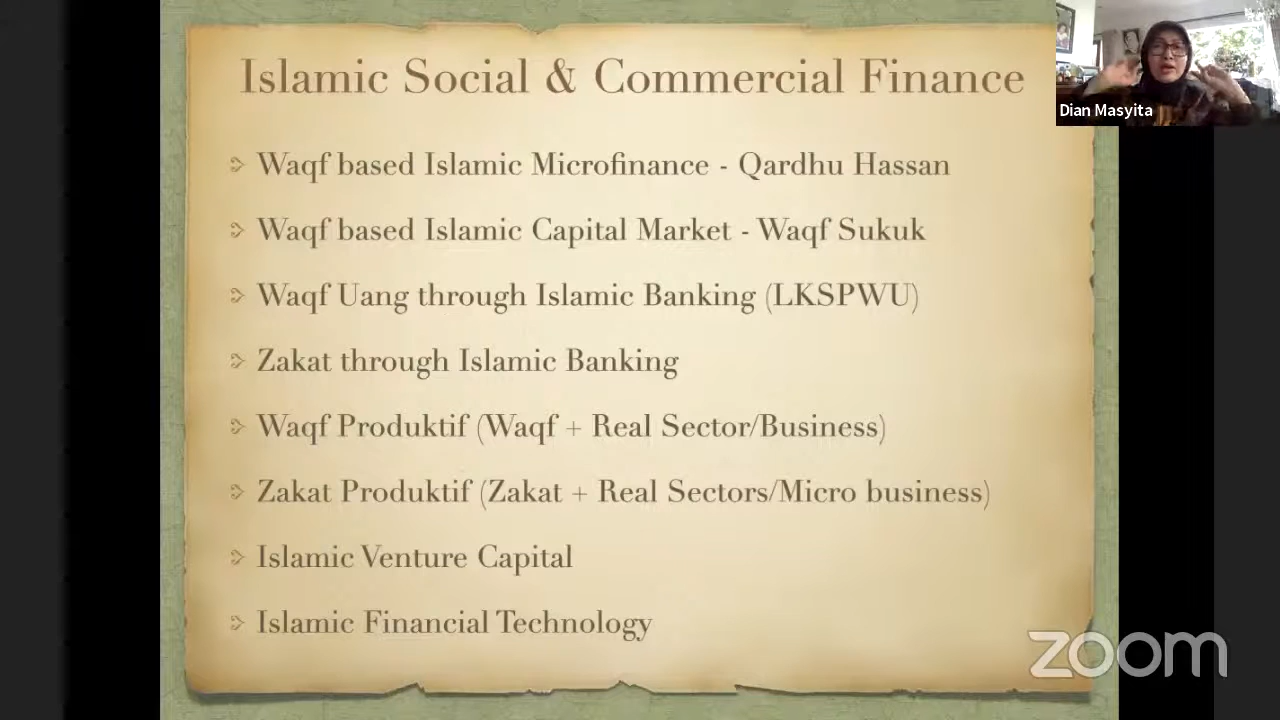 Islamic Social & Commercial Finance
Dian Masyita
Waqf based Islamic Microfinance - Qardhu Hassan
Waqf based Islamic Capital Market - Waqf Sukuk
Waqf Uang through Islamic Banking (LKSPWU)
Zakat through Islamic Banking
Waqf Produktif (Waqf + Real Sector/Business)
Zakat Produktif (Zakat + Real Sectors/Micro business)
Islamic Venture Capital
Islamic Financial Technology
zoom